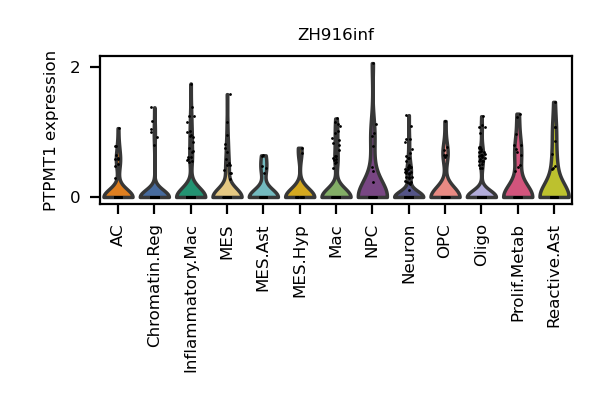 ZH916inf
PTPMT1 expression
2
0
AC
Chromatin.Reg
Inflammatory.Mac
MES
MES.Ast
MES.Hyp
Mac
NPC
Neuron
OPC
Oligo
Prolif.Metab
Reactive.Ast